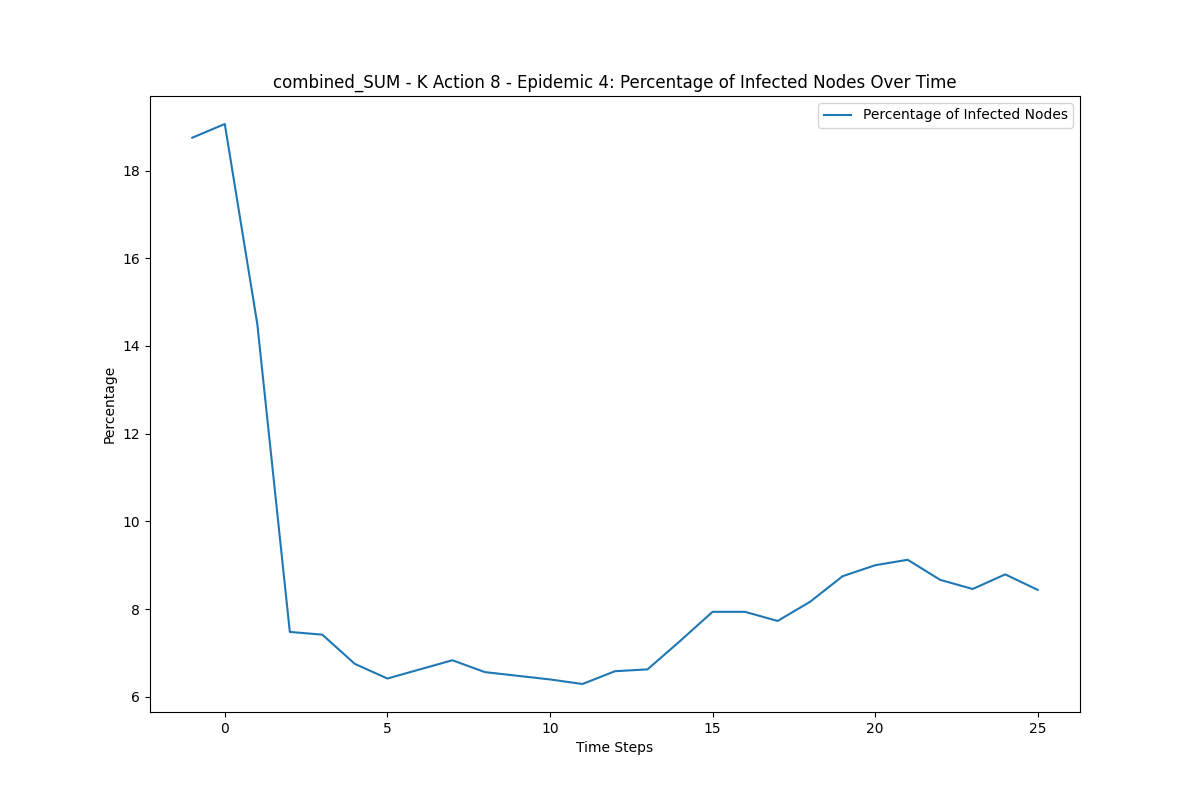 combined_SUM - K Action 8 - Epidemic 4: Percentage of Infected Nodes Over Time
Percentage of Infected Nodes
18
16
14
12
10
8
6
Percentage
0 5 10 15 20 25
Time Steps